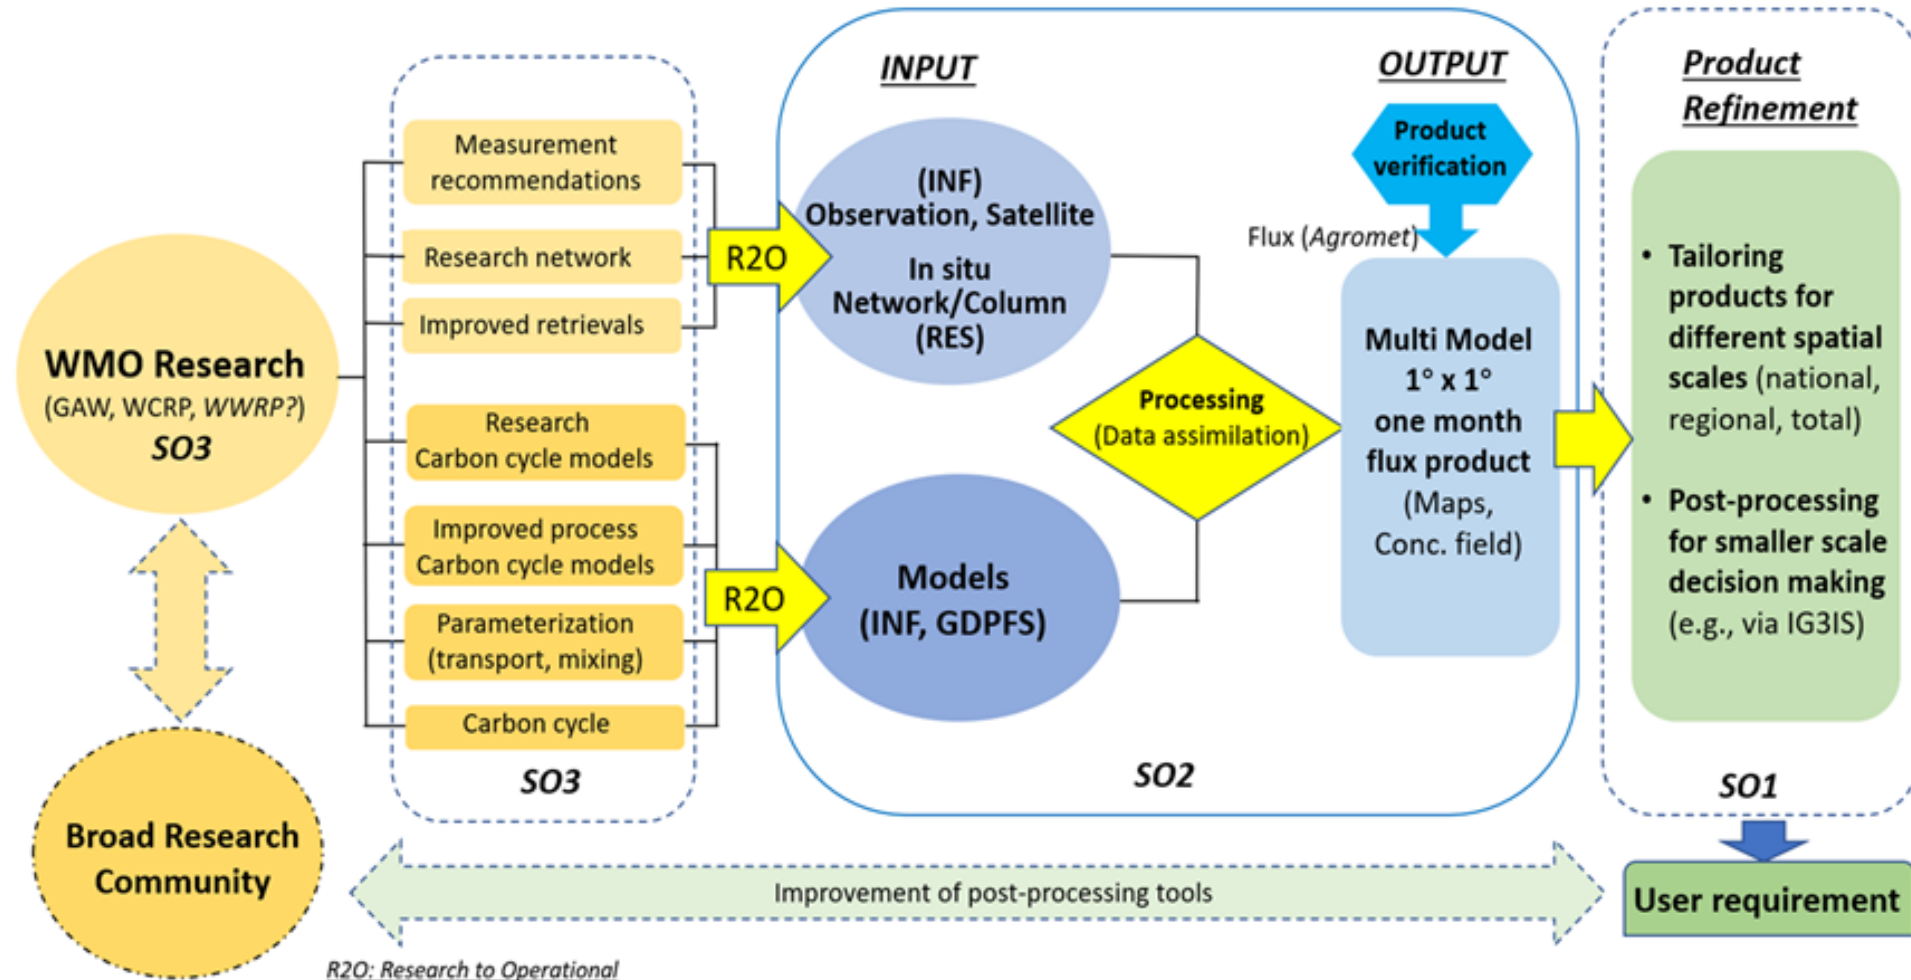 WMO Research
(GAW, WCRP, WWRP?)
SO3
Broad Research
Community
Measurement
recommendations
Research network
Improved retrievals
Research
Carbon cycle models
Improved process
Carbon cycle models
Parameterization
(transport, mixing)
Carbon cycle
SO3
R2O
R2O
INPUT
(INF)
Observation, Satellite
In situ
Network/Column
(RES)
Models
(INF, GDPFS)
Processing
(Data assimilation)
OUTPUT
Product
verification
Flux (Agromet)
Multi Model
1° x 1°
one month
flux product
(Maps,
Conc. field)
SO2
Product
Refinement
• Tailoring
products for
different spatial
scales (national,
regional, total)
• Post-processing
for smaller scale
decision making
(e.g., via IG3IS)
SO1
User requirement
Improvement of post-processing tools
R2O: Research to Operational